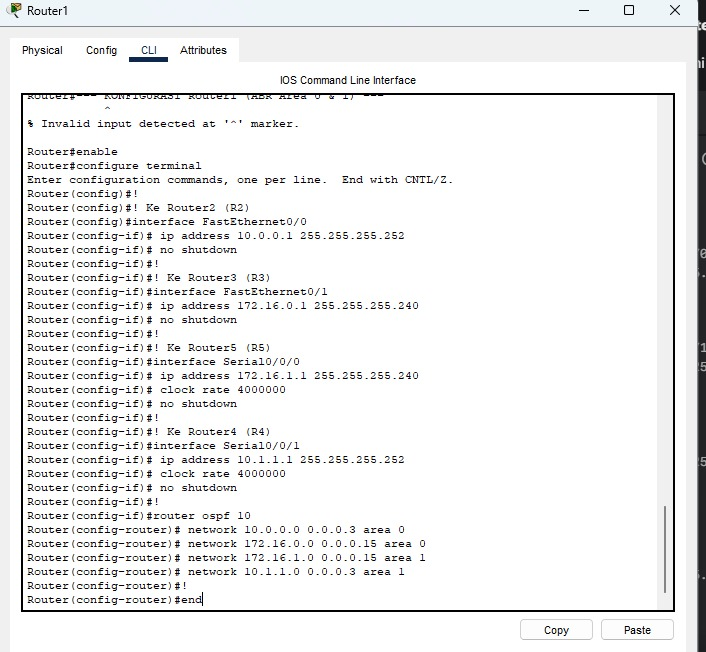 Router1
Physical Config CLI Attributes
IOS Command Line Interface
Router#--- KONFIGURASI Router1 (ABR Area 0 & 1) ---
^
% Invalid input detected at '^' marker.
Router#enable
Router#configure terminal
Enter configuration commands, one per line.  End with CNTL/Z.
Router(config)#!
Router(config)#! Ke Router2 (R2)
Router(config)#interface FastEthernet0/0
Router(config-if)# ip address 10.0.0.1 255.255.255.252
Router(config-if)# no shutdown
Router(config-if)#!
Router(config-if)#! Ke Router3 (R3)
Router(config-if)#interface FastEthernet0/1
Router(config-if)# ip address 172.16.0.1 255.255.255.240
Router(config-if)# no shutdown
Router(config-if)#!
Router(config-if)#! Ke Router5 (R5)
Router(config-if)#interface Serial0/0/0
Router(config-if)# ip address 172.16.1.1 255.255.255.240
Router(config-if)# clock rate 4000000
Router(config-if)# no shutdown
Router(config-if)#!
Router(config-if)#! Ke Router4 (R4)
Router(config-if)#interface Serial0/0/1
Router(config-if)# ip address 10.1.1.1 255.255.255.252
Router(config-if)# clock rate 4000000
Router(config-if)# no shutdown
Router(config-if)#!
Router(config-if)#router ospf 10
Router(config-router)# network 10.0.0.0 0.0.0.3 area 0
Router(config-router)# network 172.16.0.0 0.0.0.15 area 0
Router(config-router)# network 172.16.1.0 0.0.0.15 area 1
Router(config-router)# network 10.1.1.0 0.0.0.3 area 1
Router(config-router)#!
Router(config-router)#end
Copy Paste